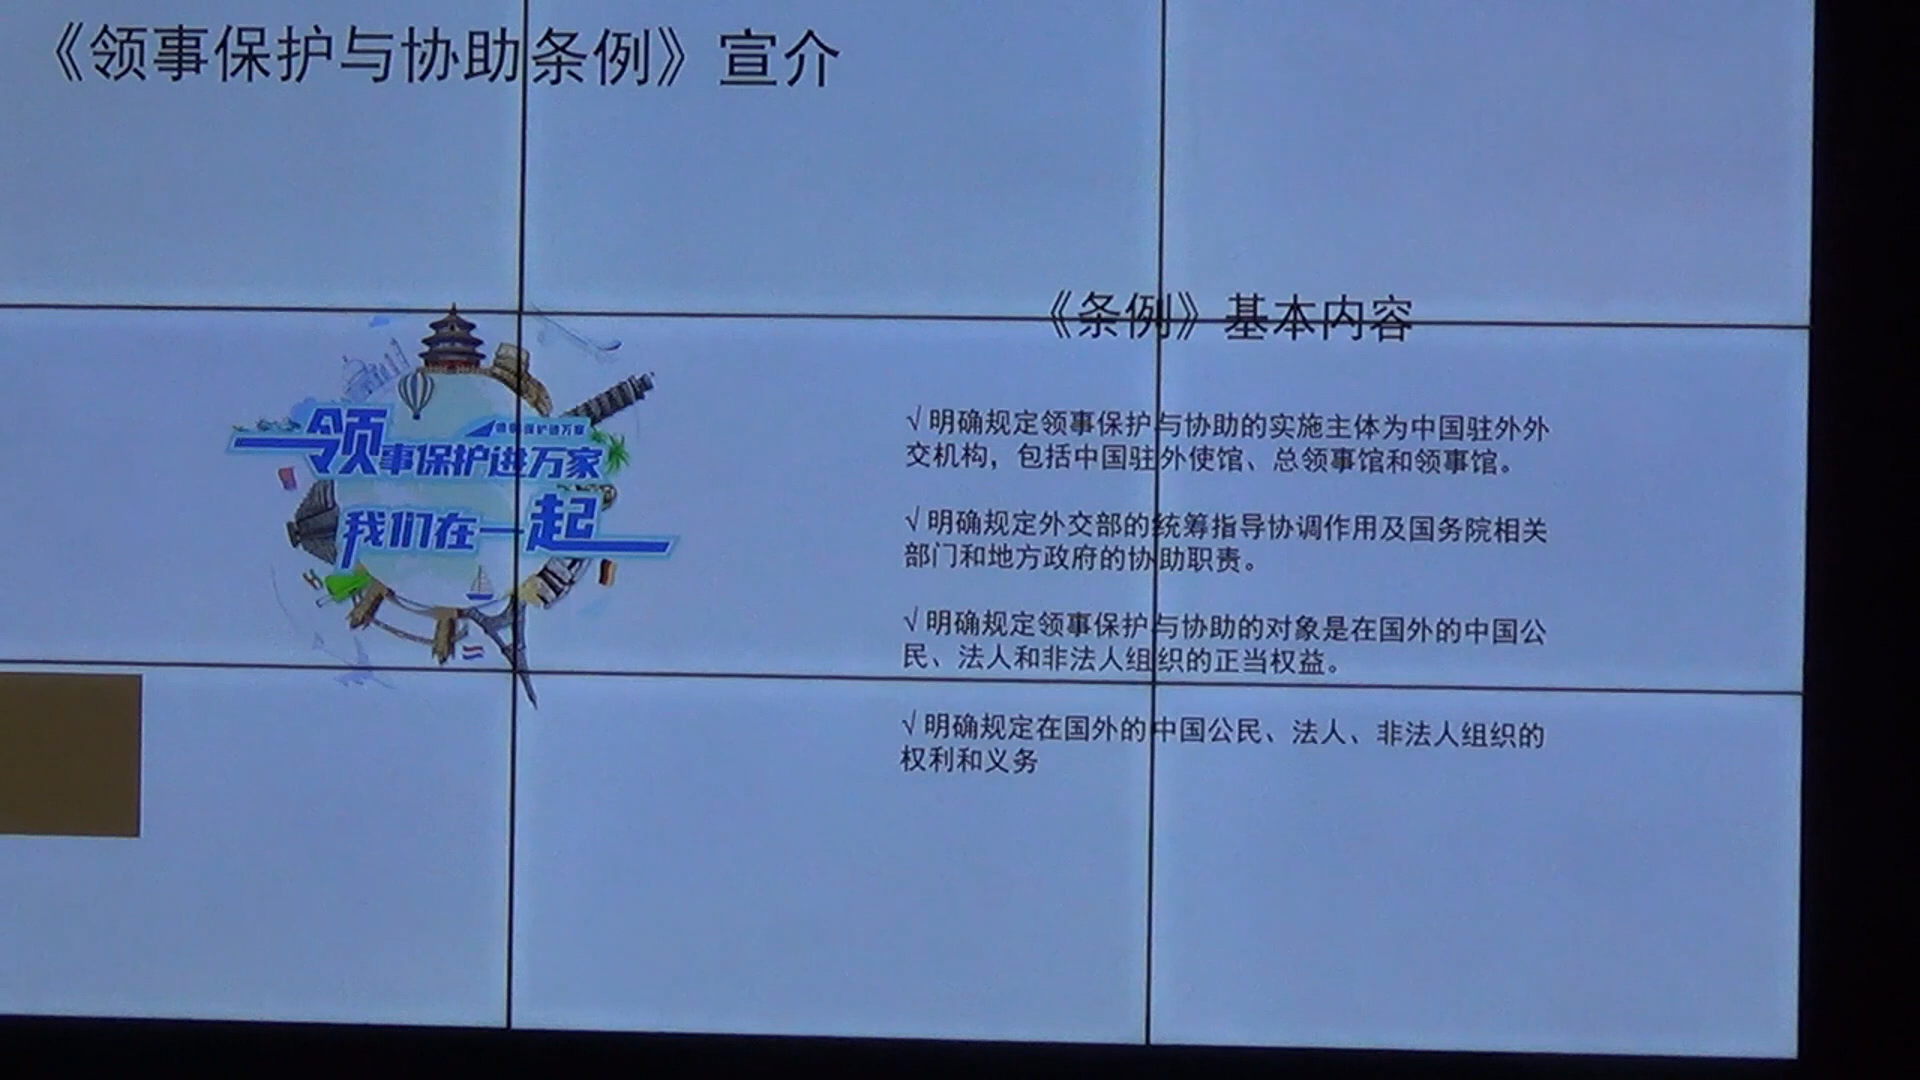 《领事保护与协助条例》宣介
领事保护进万家
一领事保护进万家
我们在一起
《条例》基本内容
√明确规定领事保护与协助的实施主体为中国驻外外
交机构，包括中国驻外使馆、总领事馆和领事馆。
√明确规定外交部的统筹指导协调作用及国务院相关
部门和地方政府的协助职责。
√明确规定领事保护与协助的对象是在国外的中国公
民、法人和非法人组织的正当权益。
√明确规定在国外的中国公民、法人、非法人组织的
权利和义务